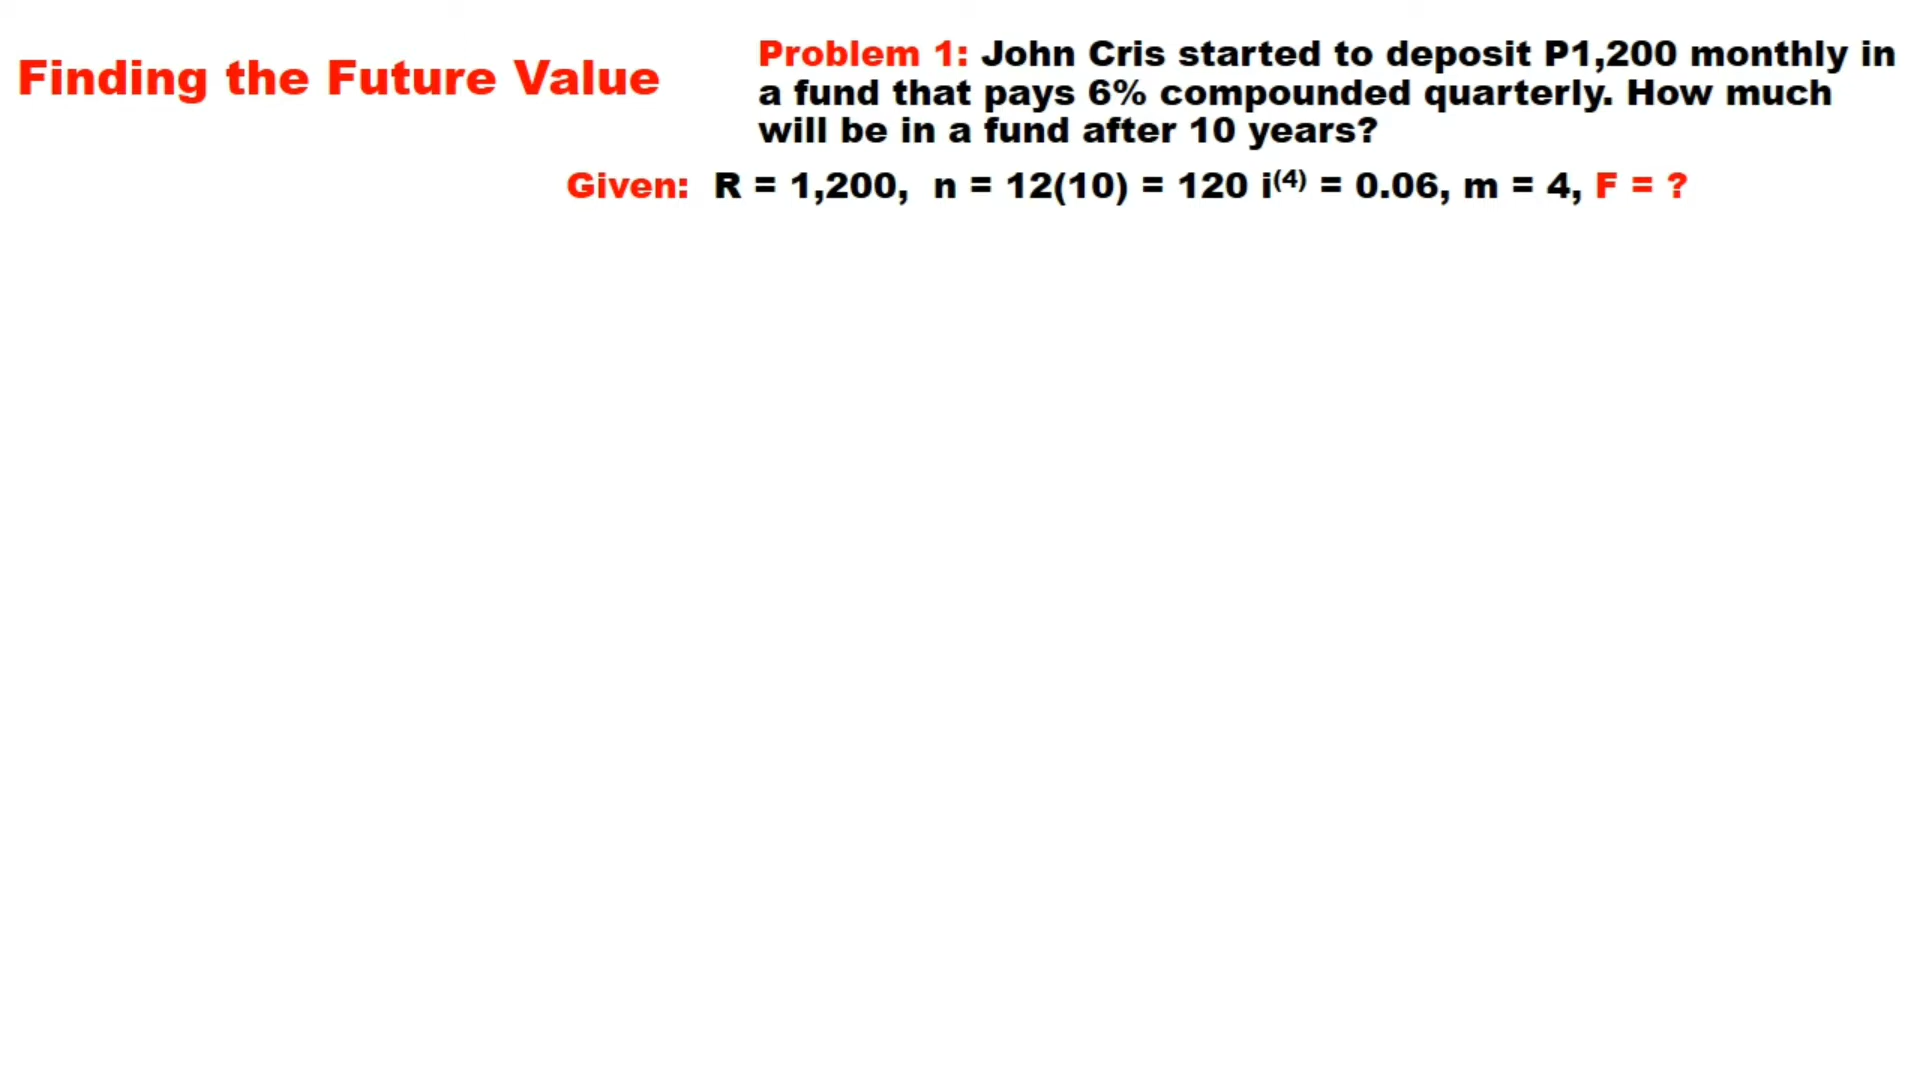 Finding the Future Value
Problem 1: John Cris started to deposit P1,200 monthly in
a fund that pays 6% compounded quarterly. How much
will be in a fund after 10 years?
Given: R = 1,200, n = 12(10) = 120 i⁽⁴⁾ = 0.06, m = 4, F = ?